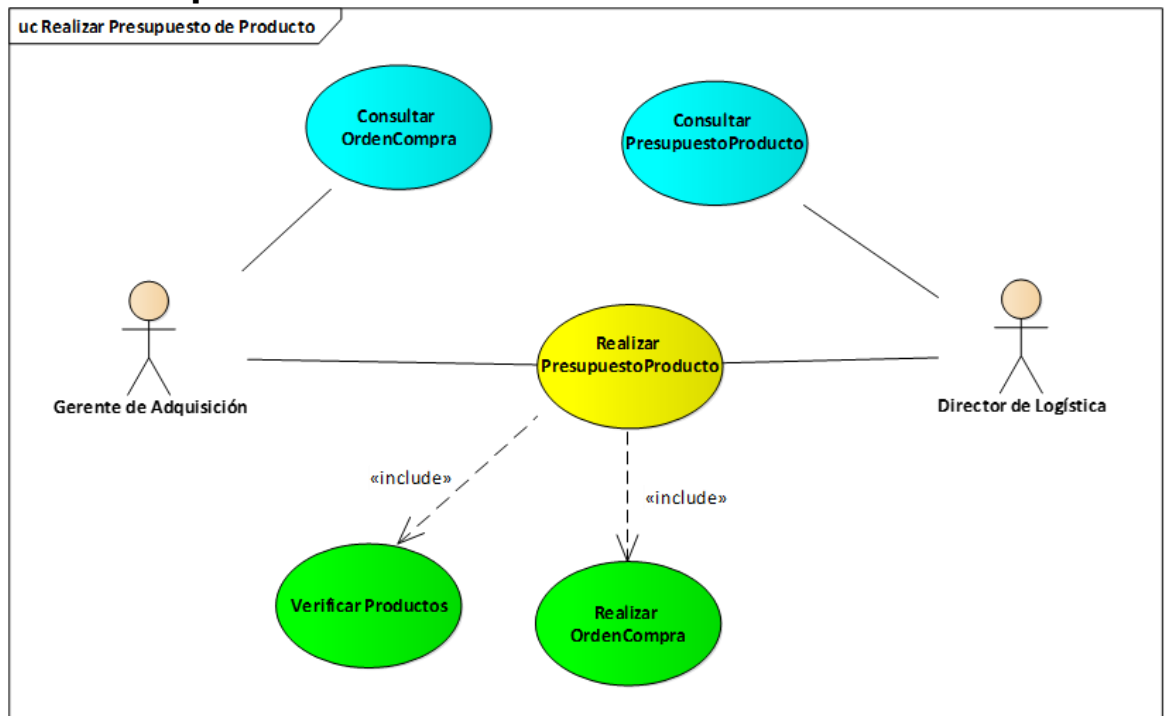 uc Realizar Presupuesto de Producto
Consultar
OrdenCompra
Consultar
PresupuestoProducto
Realizar
PresupuestoProducto
Gerente de Adquisición
Director de Logística
«include»
«include»
Verificar Productos
Realizar
OrdenCompra